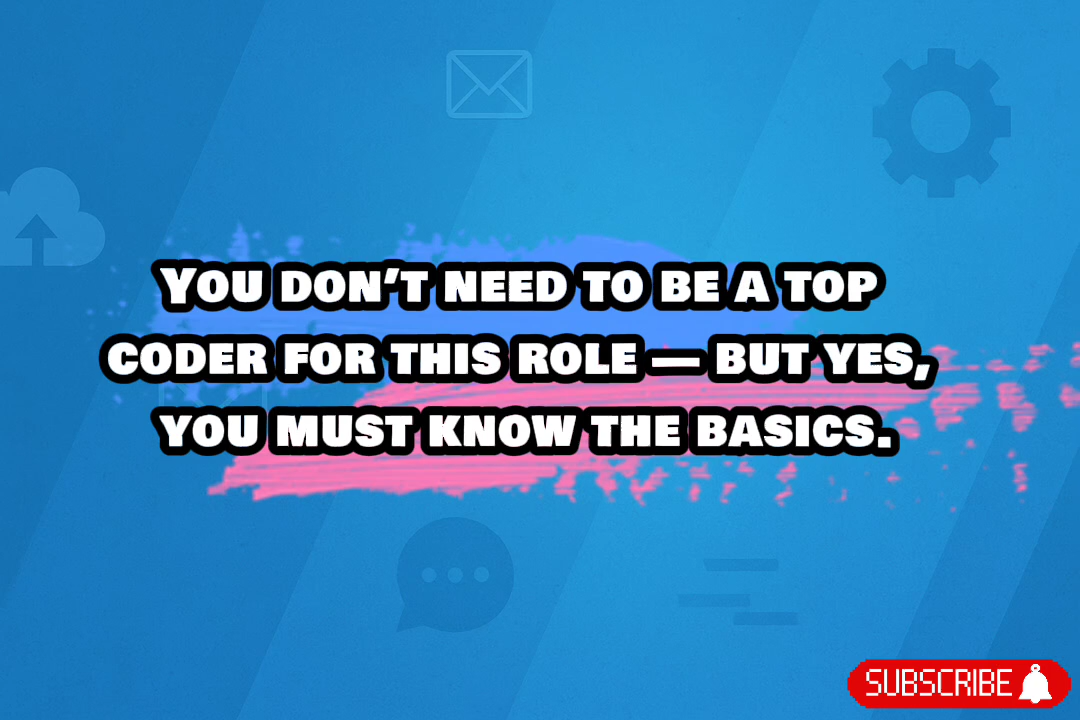 You don't need to be a top
coder for this role — but yes,
you must know the basics.
SUBSCRIBE